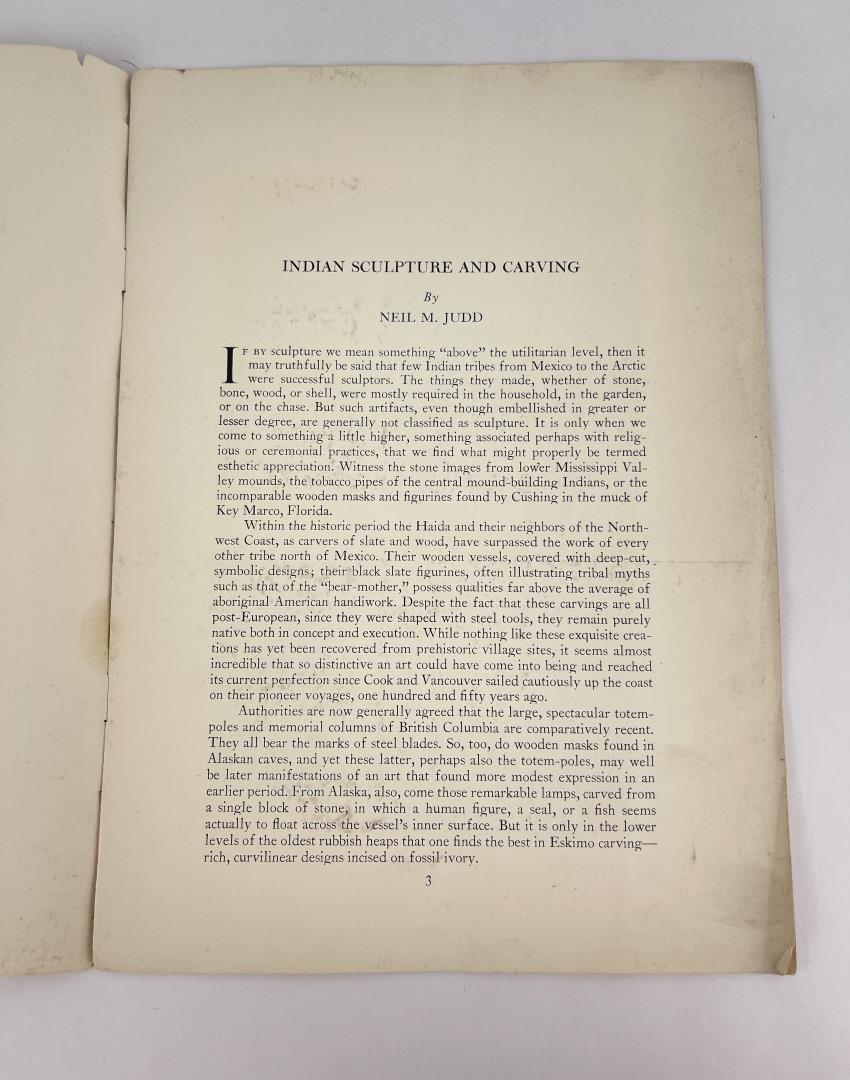 INDIAN SCULPTURE AND CARVING
By
NEIL M. JUDD
IF BY sculpture we mean something “above” the utilitarian level, then it
may truthfully be said that few Indian tribes from Mexico to the Arctic
were successful sculptors. The things they made, whether of stone,
bone, wood, or shell, were mostly required in the household, in the garden,
or on the chase. But such artifacts, even though embellished in greater or
lesser degree, are generally not classified as sculpture. It is only when we
come to something a little higher, something associated perhaps with relig-
ious or ceremonial practices, that we find what might properly be termed
esthetic appreciation. Witness the stone images from lower Mississippi Val-
ley mounds, the tobacco pipes of the central mound-building Indians, or the
incomparable wooden masks and figurines found by Cushing in the muck of
Key Marco, Florida.
Within the historic period the Haida and their neighbors of the North-
west Coast, as carvers of slate and wood, have surpassed the work of every
other tribe north of Mexico. Their wooden vessels, covered with deep-cut,
symbolic designs; their black slate figurines, often illustrating tribal myths
such as that of the “bear-mother,” possess qualities far above the average of
aboriginal American handiwork. Despite the fact that these carvings are all
post-European, since they were shaped with steel tools, they remain purely
native both in concept and execution. While nothing like these exquisite crea-
tions has yet been recovered from prehistoric village sites, it seems almost
incredible that so distinctive an art could have come into being and reached
its current perfection since Cook and Vancouver sailed cautiously up the coast
on their pioneer voyages, one hundred and fifty years ago.
Authorities are now generally agreed that the large, spectacular totem-
poles and memorial columns of British Columbia are comparatively recent.
They all bear the marks of steel blades. So, too, do wooden masks found in
Alaskan caves, and yet these latter, perhaps also the totem-poles, may well
be later manifestations of an art that found more modest expression in an
earlier period. From Alaska, also, come those remarkable lamps, carved from
a single block of stone, in which a human figure, a seal, or a fish seems
actually to float across the vessel’s inner surface. But it is only in the lower
levels of the oldest rubbish heaps that one finds the best in Eskimo carving—
rich, curvilinear designs incised on fossil ivory.
3